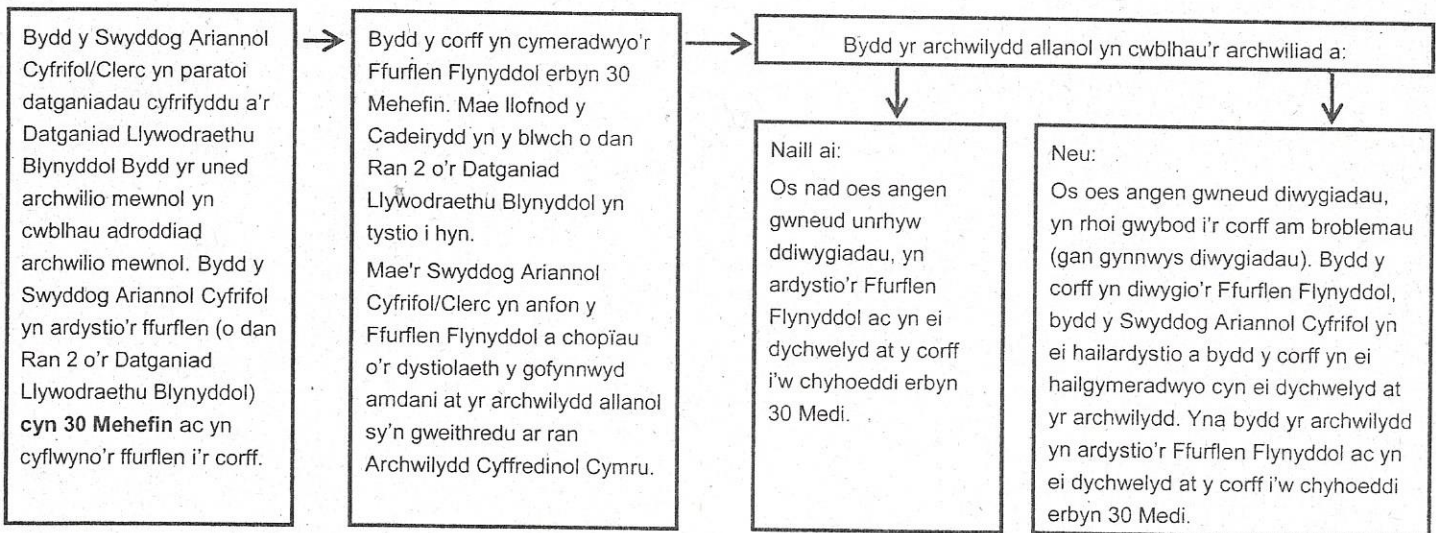 Bydd y Swyddog Ariannol
Cyfrifol/Clerc yn paratoi
datganiadau cyfrifyddu a'r
Datganiad Llywodraethu
Blynyddol Bydd yr uned
archwilio mewnol yn
cwblhau adroddiad
archwilio mewnol. Bydd y
Swyddog Ariannol Cyfrifol
yn ardystio'r ffurflen (o dan
Ran 2 o'r Datganiad
Llywodraethu Blynyddol)
cyn 30 Mehefin ac yn
cyflwyno'r ffurflen i'r corff.
Bydd y corff yn cymeradwyo'r
Ffurflen Flynyddol erbyn 30
Mehefin. Mae llofnod y
Cadeirydd yn y blwch o dan
Ran 2 o'r Datganiad
Llywodraethu Blynyddol yn
tystio i hyn.
Mae'r Swyddog Ariannol
Cyfrifol/Clerc yn anfon y
Ffurflen Flynyddol a chopïau
o'r dystiolaeth y gofynnwyd
amdani at yr archwilydd allanol
sy'n gweithredu ar ran
Archwilydd Cyffredinol Cymru.
Bydd yr archwilydd allanol yn cwblhau'r archwiliad a:
Naill ai:
Os nad oes angen
gwneud unrhyw
ddiwygiadau, yn
ardystio'r Ffurflen
Flynyddol ac yn ei
dychwelyd at y corff
i'w chyhoeddi erbyn
30 Medi.
Neu:
Os oes angen gwneud diwygiadau,
yn rhoi gwybod i'r corff am broblemau
(gan gynnwys diwygiadau). Bydd y
corff yn diwygio'r Ffurflen Flynyddol,
bydd y Swyddog Ariannol Cyfrifol yn
ei hailardystio a bydd y corff yn ei
hailgymeradwyo cyn ei dychwelyd at
yr archwilydd. Yna bydd yr archwilydd
yn ardystio'r Ffurflen Flynyddol ac yn
ei dychwelyd at y corff i'w chyhoeddi
erbyn 30 Medi.